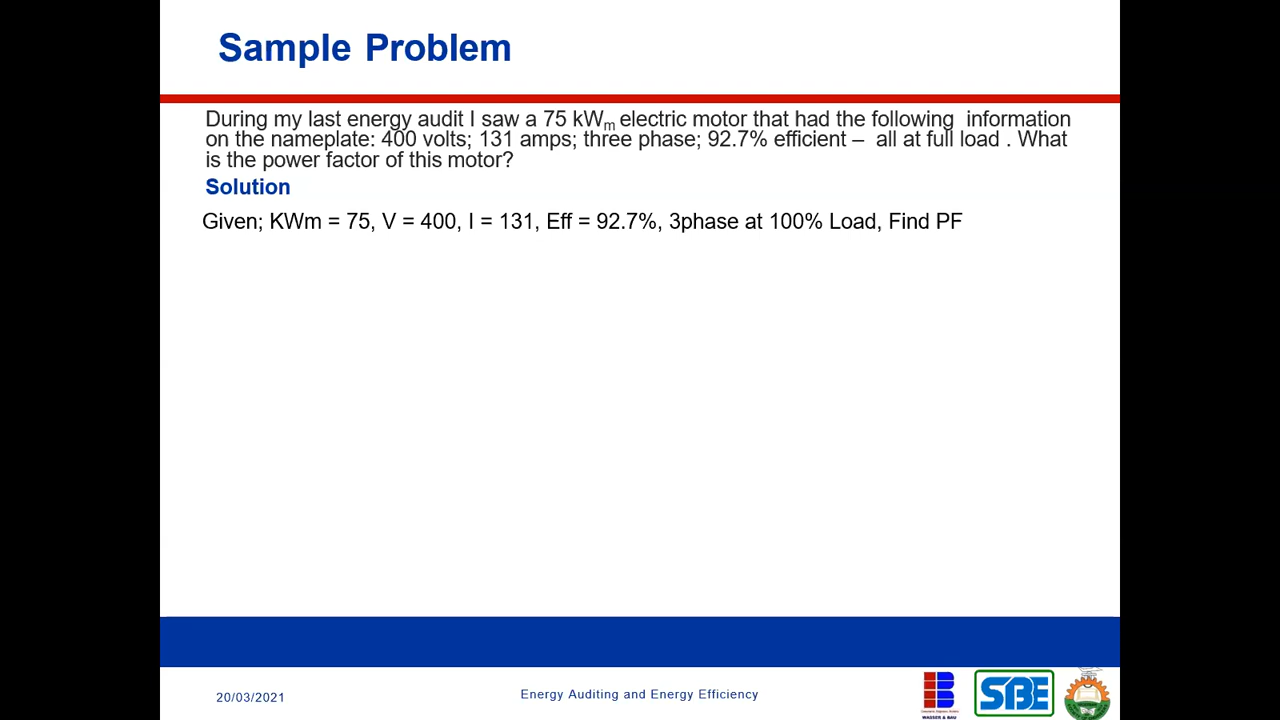 Sample Problem
During my last energy audit I saw a 75 kWm electric motor that had the following information
on the nameplate: 400 volts; 131 amps; three phase; 92.7% efficient – all at full load . What
is the power factor of this motor?
Solution
Given; KWm = 75, V = 400, I = 131, Eff = 92.7%, 3phase at 100% Load, Find PF
20/03/2021
Energy Auditing and Energy Efficiency
WASSER & BAU
SBE